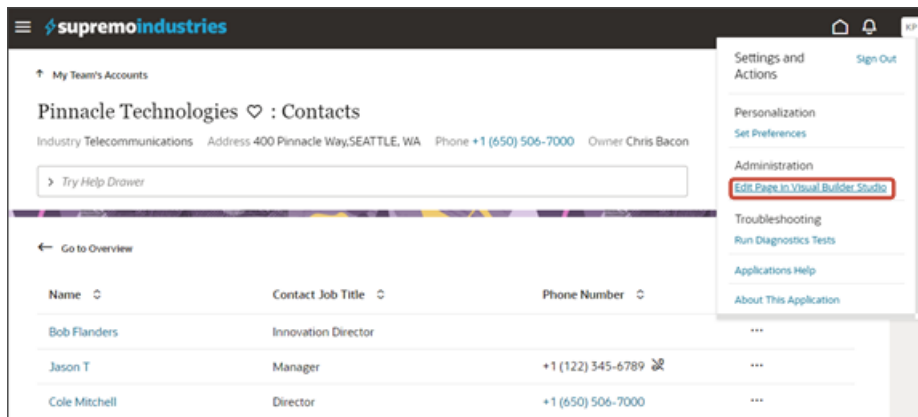 supremoindustries
KP
My Team's Accounts
Pinnacle Technologies : Contacts
Industry Telecommunications Address 400 Pinnacle Way,SEATTLE, WA Phone +1 (650) 506-7000 Owner Chris Bacon
Try Help Drawer
Go to Overview
Name Contact Job Title Phone Number
Bob Flanders Innovation Director ...
Jason T Manager +1 (122) 345-6789 ...
Cole Mitchell Director +1 (650) 506-7000 ...
Settings and Actions Sign Out
Personalization
Set Preferences
Administration
Edit Page in Visual Builder Studio
Troubleshooting
Run Diagnostics Tests
Applications Help
About This Application